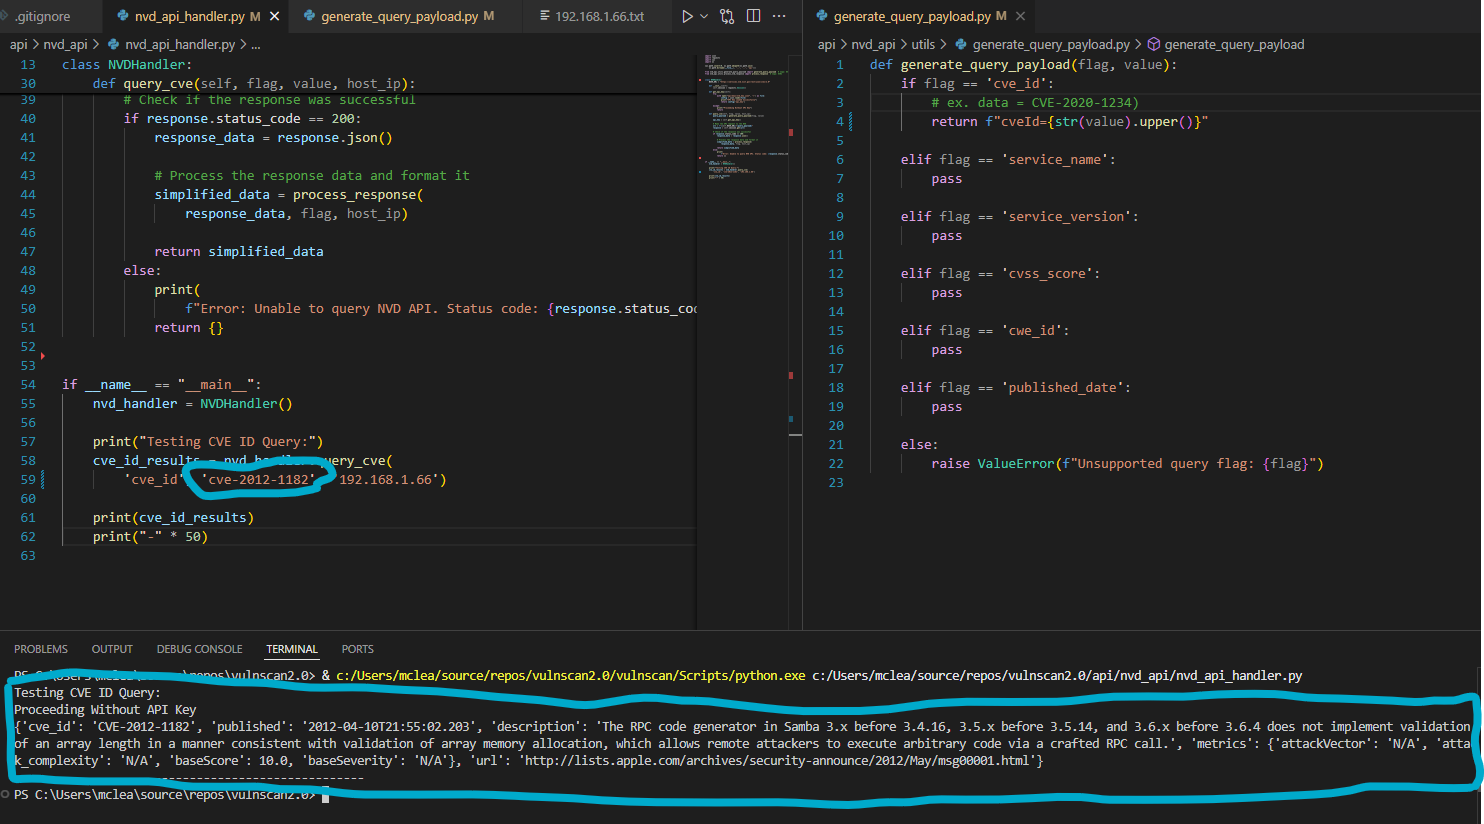 .gitignore
nvd_api_handler.py M
generate_query_payload.py M
192.168.1.66.txt
api > nvd_api > nvd_api_handler.py > ...
13 class NVDHandler:
30 def query_cve(self, flag, value, host_ip):
39 # Check if the response was successful
40 if response.status_code == 200:
41 response_data = response.json()
42
43 # Process the response data and format it
44 simplified_data = process_response(
45 response_data, flag, host_ip)
46
47 return simplified_data
48 else:
49 print(
50 f"Error: Unable to query NVD API. Status code: {response.status_co
51 return {}
52
53
54 if __name__ == "__main__":
55 nvd_handler = NVDHandler()
56
57 print("Testing CVE ID Query:")
58 cve_id_results = nvd_handler.query_cve(
59 'cve_id', 'cve-2012-1182', '192.168.1.66')
60
61 print(cve_id_results)
62 print("-" * 50)
63
generate_query_payload.py M
api > nvd_api > utils > generate_query_payload.py > generate_query_payload
1 def generate_query_payload(flag, value):
2 if flag == 'cve_id':
3 # ex. data = CVE-2020-1234)
4 return f"cveId={str(value).upper()}"
5
6 elif flag == 'service_name':
7 pass
8
9 elif flag == 'service_version':
10 pass
11
12 elif flag == 'cvss_score':
13 pass
14
15 elif flag == 'cwe_id':
16 pass
17
18 elif flag == 'published_date':
19 pass
20
21 else:
22 raise ValueError(f"Unsupported query flag: {flag}")
23
PROBLEMS OUTPUT DEBUG CONSOLE TERMINAL PORTS
PS C:\Users\mclea\source\repos\vulnscan2.0> & c:/Users/mclea/source/repos/vulnscan2.0/vulnscan/Scripts/python.exe c:/Users/mclea/source/repos/vulnscan2.0/api/nvd_api/nvd_api_handler.py
Testing CVE ID Query:
Proceeding Without API Key
{'cve_id': 'CVE-2012-1182', 'published': '2012-04-10T21:55:02.203', 'description': 'The RPC code generator in Samba 3.x before 3.4.16, 3.5.x before 3.5.14, and 3.6.x before 3.6.4 does not implement validation
of an array length in a manner consistent with validation of array memory allocation, which allows remote attackers to execute arbitrary code via a crafted RPC call.', 'metrics': {'attackVector': 'N/A', 'attac
k_complexity': 'N/A', 'baseScore': 10.0, 'baseSeverity': 'N/A'}, 'url': 'http://lists.apple.com/archives/security-announce/2012/May/msg00001.html'}
--------------------------------------------------
PS C:\Users\mclea\source\repos\vulnscan2.0>